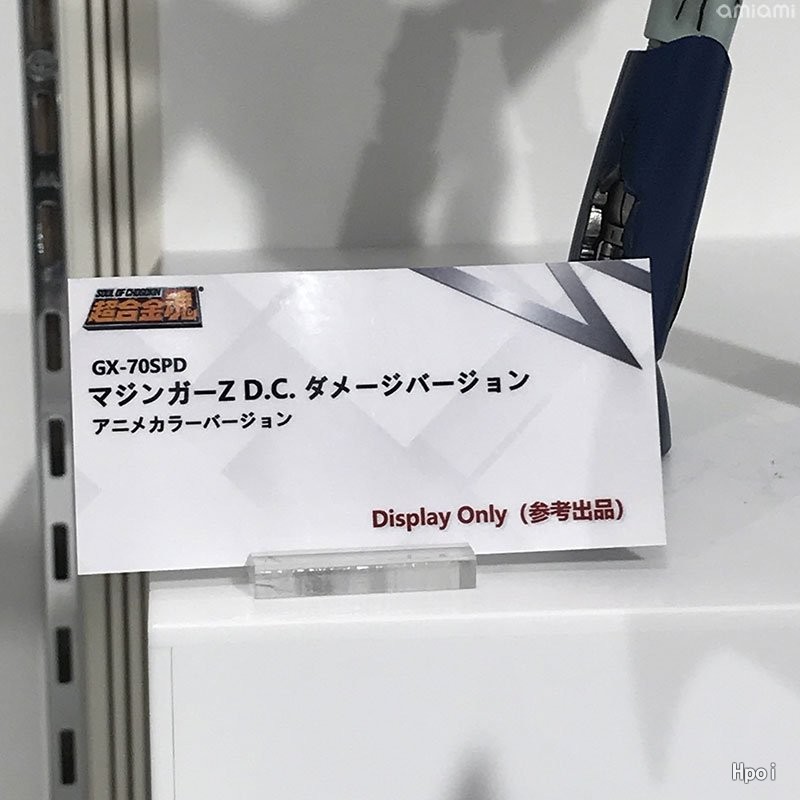 amiami
SOUL OF CHOGOKIN
超合金魂
GX-70SPD
マジンガーZ D.C. ダメージバージョン
アニメカラーバージョン
Display Only（参考出品）
Hpoi